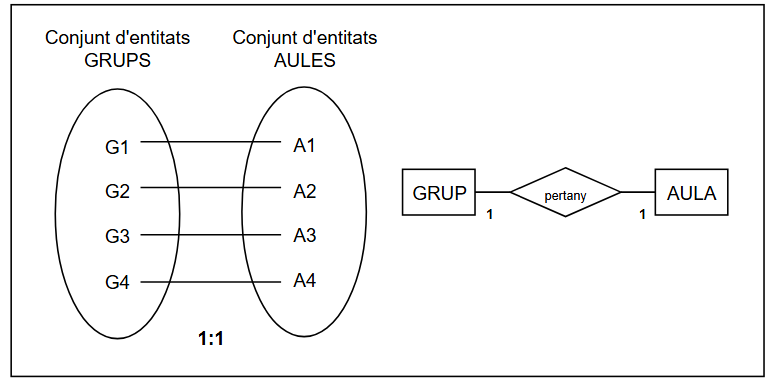 Conjunt d'entitats
GRUPS
Conjunt d'entitats
AULES
G1
A1
G2
A2
G3
A3
G4
A4
1:1
GRUP
pertany
AULA
1
1